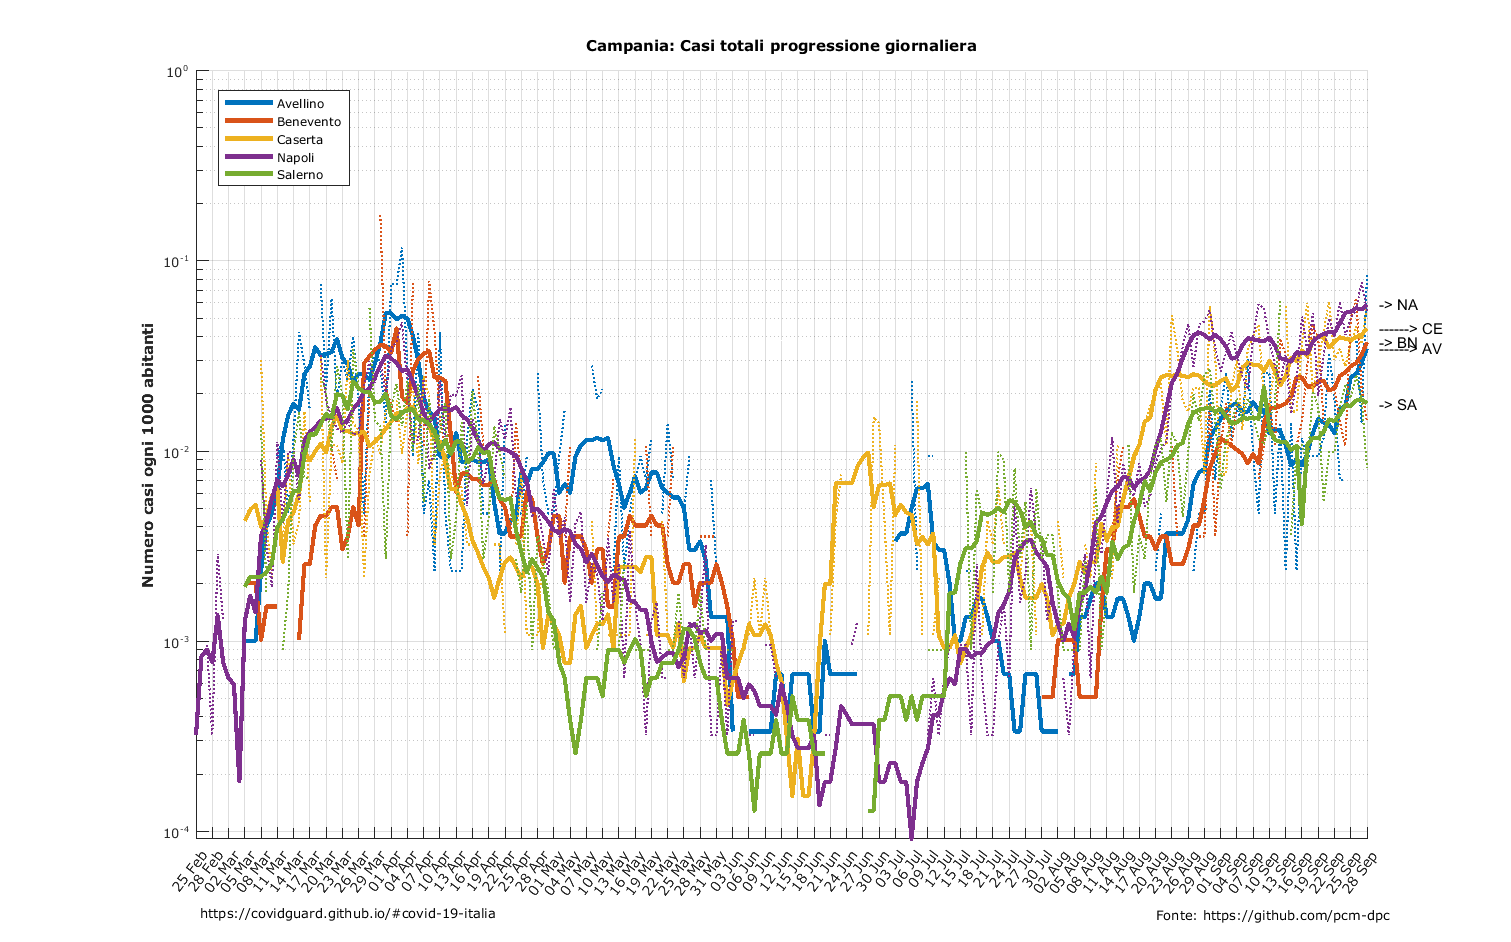 Campania: Casi totali progressione giornaliera
Numero casi ogni 1000 abitanti
10^0
10^-1
10^-2
10^-3
10^-4
Avellino
Benevento
Caserta
Napoli
Salerno
-> NA
------> CE
-> BN
------> AV
-> SA
25 Feb
28 Feb
02 Mar
05 Mar
08 Mar
11 Mar
14 Mar
17 Mar
20 Mar
23 Mar
26 Mar
29 Mar
01 Apr
04 Apr
07 Apr
10 Apr
13 Apr
16 Apr
19 Apr
22 Apr
25 Apr
28 Apr
01 May
04 May
07 May
10 May
13 May
16 May
19 May
22 May
25 May
28 May
31 May
03 Jun
06 Jun
09 Jun
12 Jun
15 Jun
18 Jun
21 Jun
24 Jun
27 Jun
30 Jun
03 Jul
06 Jul
09 Jul
12 Jul
15 Jul
18 Jul
21 Jul
24 Jul
27 Jul
30 Jul
02 Aug
05 Aug
08 Aug
11 Aug
14 Aug
17 Aug
20 Aug
23 Aug
26 Aug
29 Aug
01 Sep
04 Sep
07 Sep
10 Sep
13 Sep
16 Sep
19 Sep
22 Sep
25 Sep
28 Sep
https://covidguard.github.io/#covid-19-italia
Fonte: https://github.com/pcm-dpc